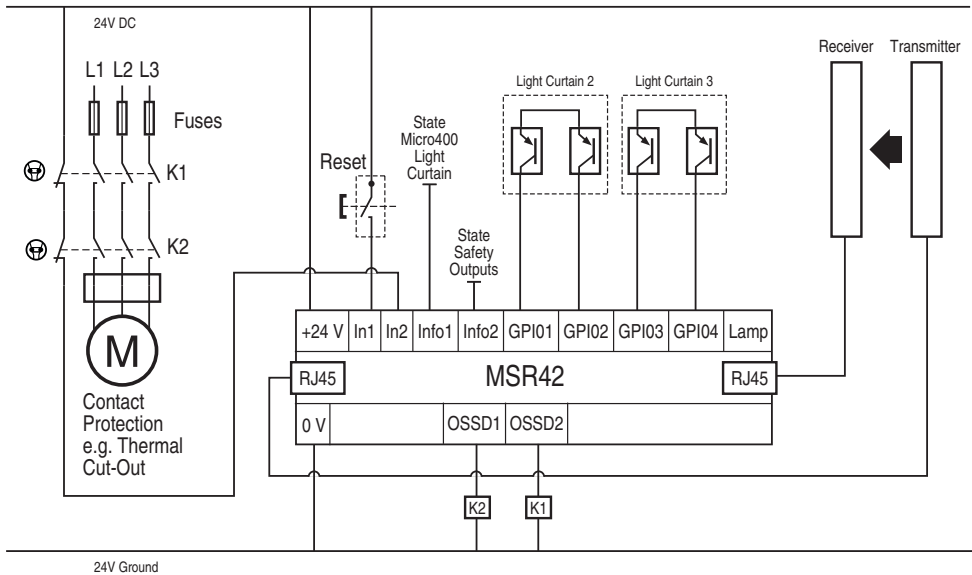 24V DC
Receiver
Transmitter
L1 L2 L3
Light Curtain 2
Light Curtain 3
Fuses
State
Micro400
Light
Curtain
Reset
K1
State
Safety
Outputs
K2
+24 V
In1
In2
Info1
Info2
GPI01
GPI02
GPI03
GPI04
Lamp
M
RJ45
MSR42
RJ45
Contact
Protection
e.g. Thermal
Cut-Out
0 V
OSSD1
OSSD2
K2
K1
24V Ground